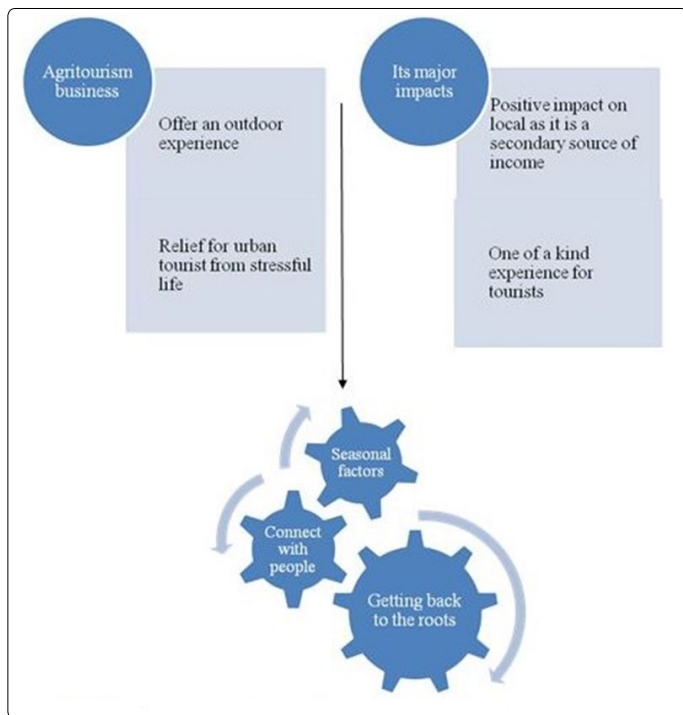 Agritourism
business
Offer an outdoor
experience
Relief for urban
tourist from stressful
life
Its major
impacts
Positive impact on
local as it is a
secondary source of
income
One of a kind
experience for
tourists
Seasonal
factors
Connect
with
people
Getting back
to the roots